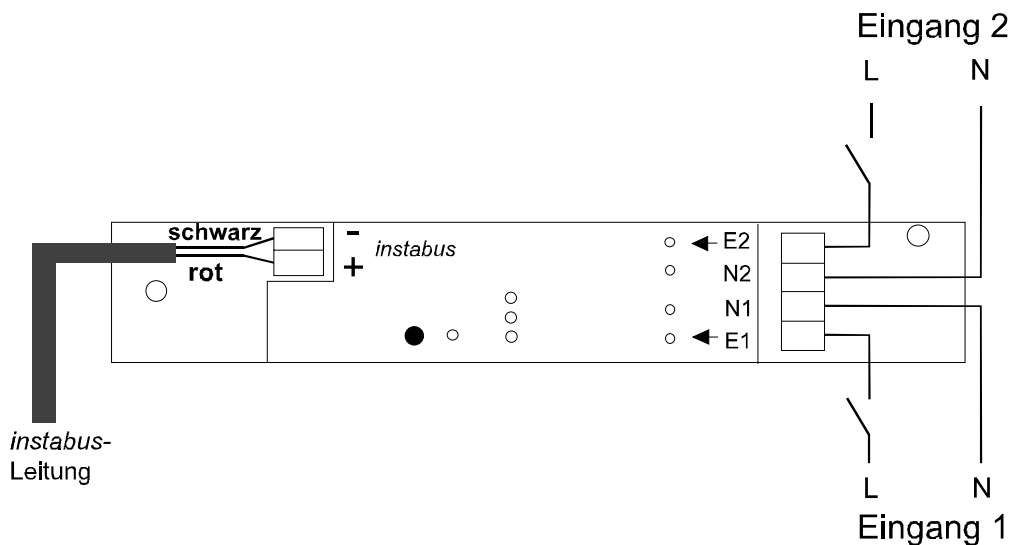 Eingang 2
L N
schwarz
rot
-
+
instabus
E2
N2
N1
E1
instabus-
Leitung
L N
Eingang 1